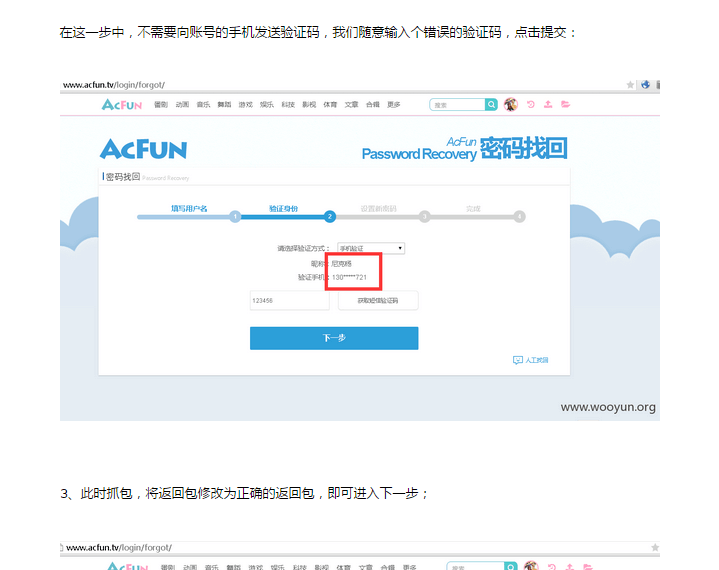 在这一步中，不需要向账号的手机发送验证码，我们随意输入个错误的验证码，点击提交：
www.acfun.tv/login/forgot/
AcFun 番剧 动画 音乐 舞蹈 游戏 娱乐 科技 影视 体育 文章 合辑 更多 搜索
AcFun
AcFun
Password Recovery 密码找回
密码找回 Password Recovery
填写用户名 验证身份 设置新密码 完成
1 2 3 4
请选择验证方式： 手机验证
昵称：尼克杨
验证手机：130*****721
123456 获取短信验证码
下一步
人工找回
www.wooyun.org
3、此时抓包，将返回包修改为正确的返回包，即可进入下一步；
www.acfun.tv/login/forgot/
AcFun 番剧 动画 音乐 舞蹈 游戏 娱乐 科技 影视 体育 文章 合辑 更多 搜索